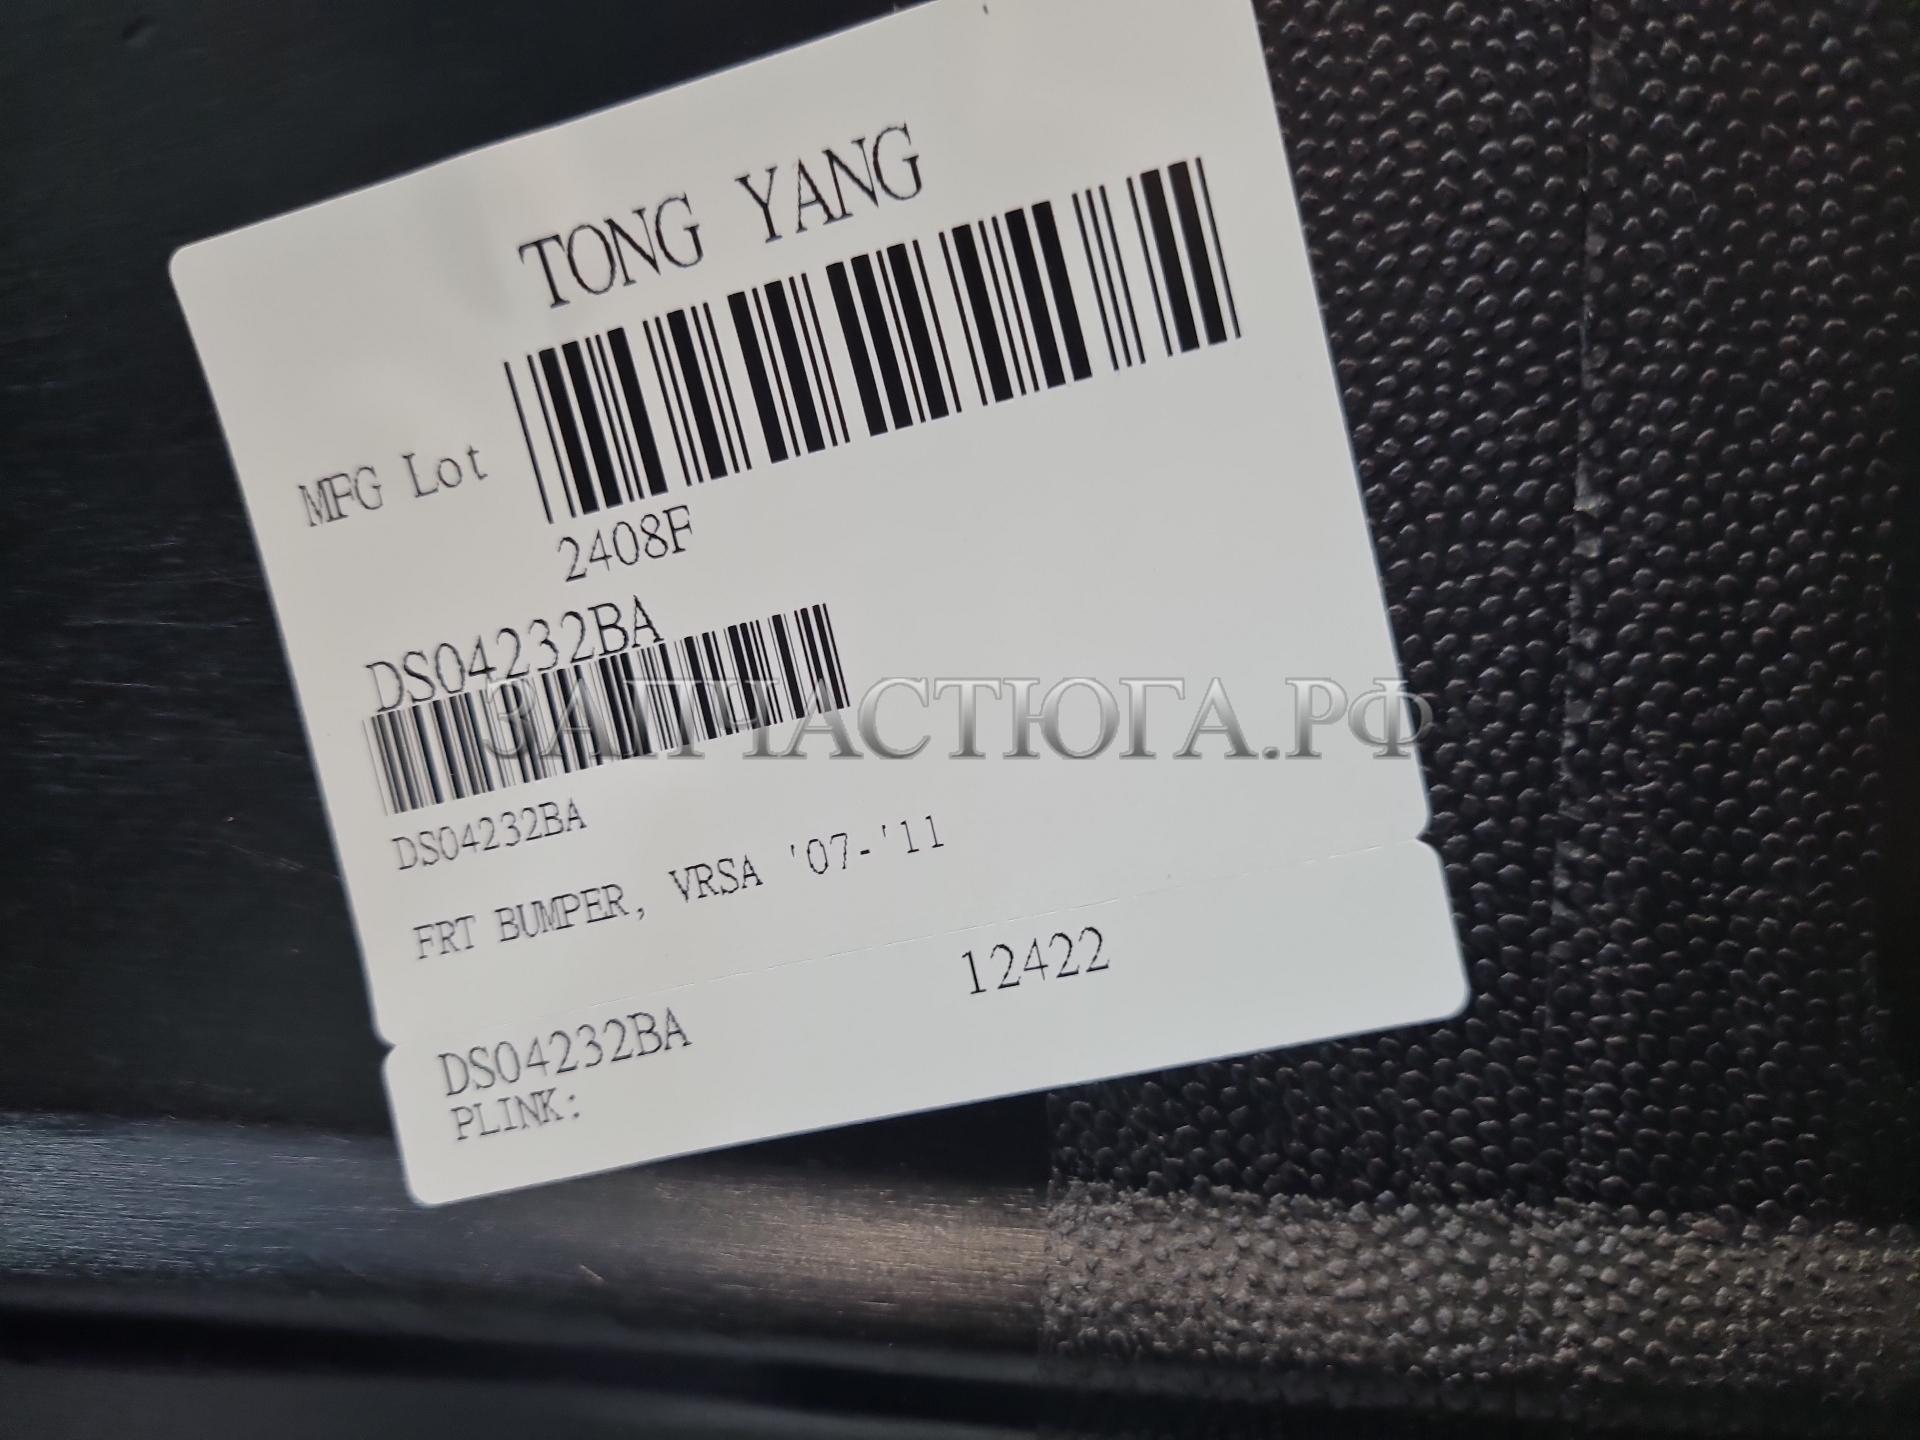 TONG YANG
MFG Lot
2408F
DS04232BA
ЗАПЧАСТЮГА.РФ
DS04232BA
FRT BUMPER, VRSA '07-'11
DS04232BA 12422
PLINK: